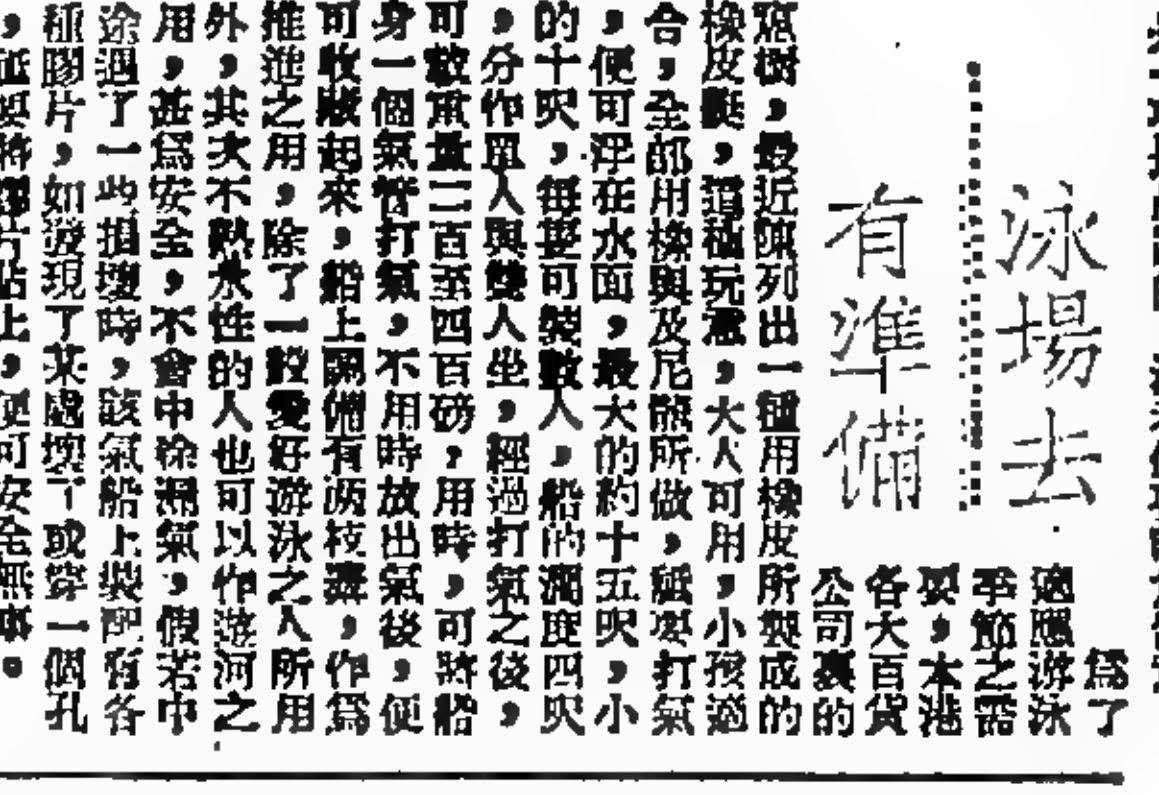 泳場去
有準備
為了
適應游泳
季節之需
要，本港
各大百貨
公司裏的
窓橱，最近陳列出一種用橡皮所製成的
橡皮艇，這種玩意，大人可用，小孩適
合，全部用橡與及尼龍所做，祗要打氣
，便可浮在水面，最大的約十五呎，小
的十呎，每隻可裝數人，船的濶度四呎
，分作單人與雙人坐，經過打氣之後，
可載重量二百至四百磅，用時，可將船
身一個氣管打氣，不用時放出氣後，便
可收縮起來，船上調備有兩枝槳，作為
推進之用，除了一般愛好游泳之人所用
外，其次不熟水性的人也可以作遊河之
用，甚為安全，不會中途漏氣，假若中
途遇了一些損壞時，該氣船上裝配有各
種膠片，如發現了某處壞了或穿一個孔
，祗要將膠片貼上，便可安全無事。